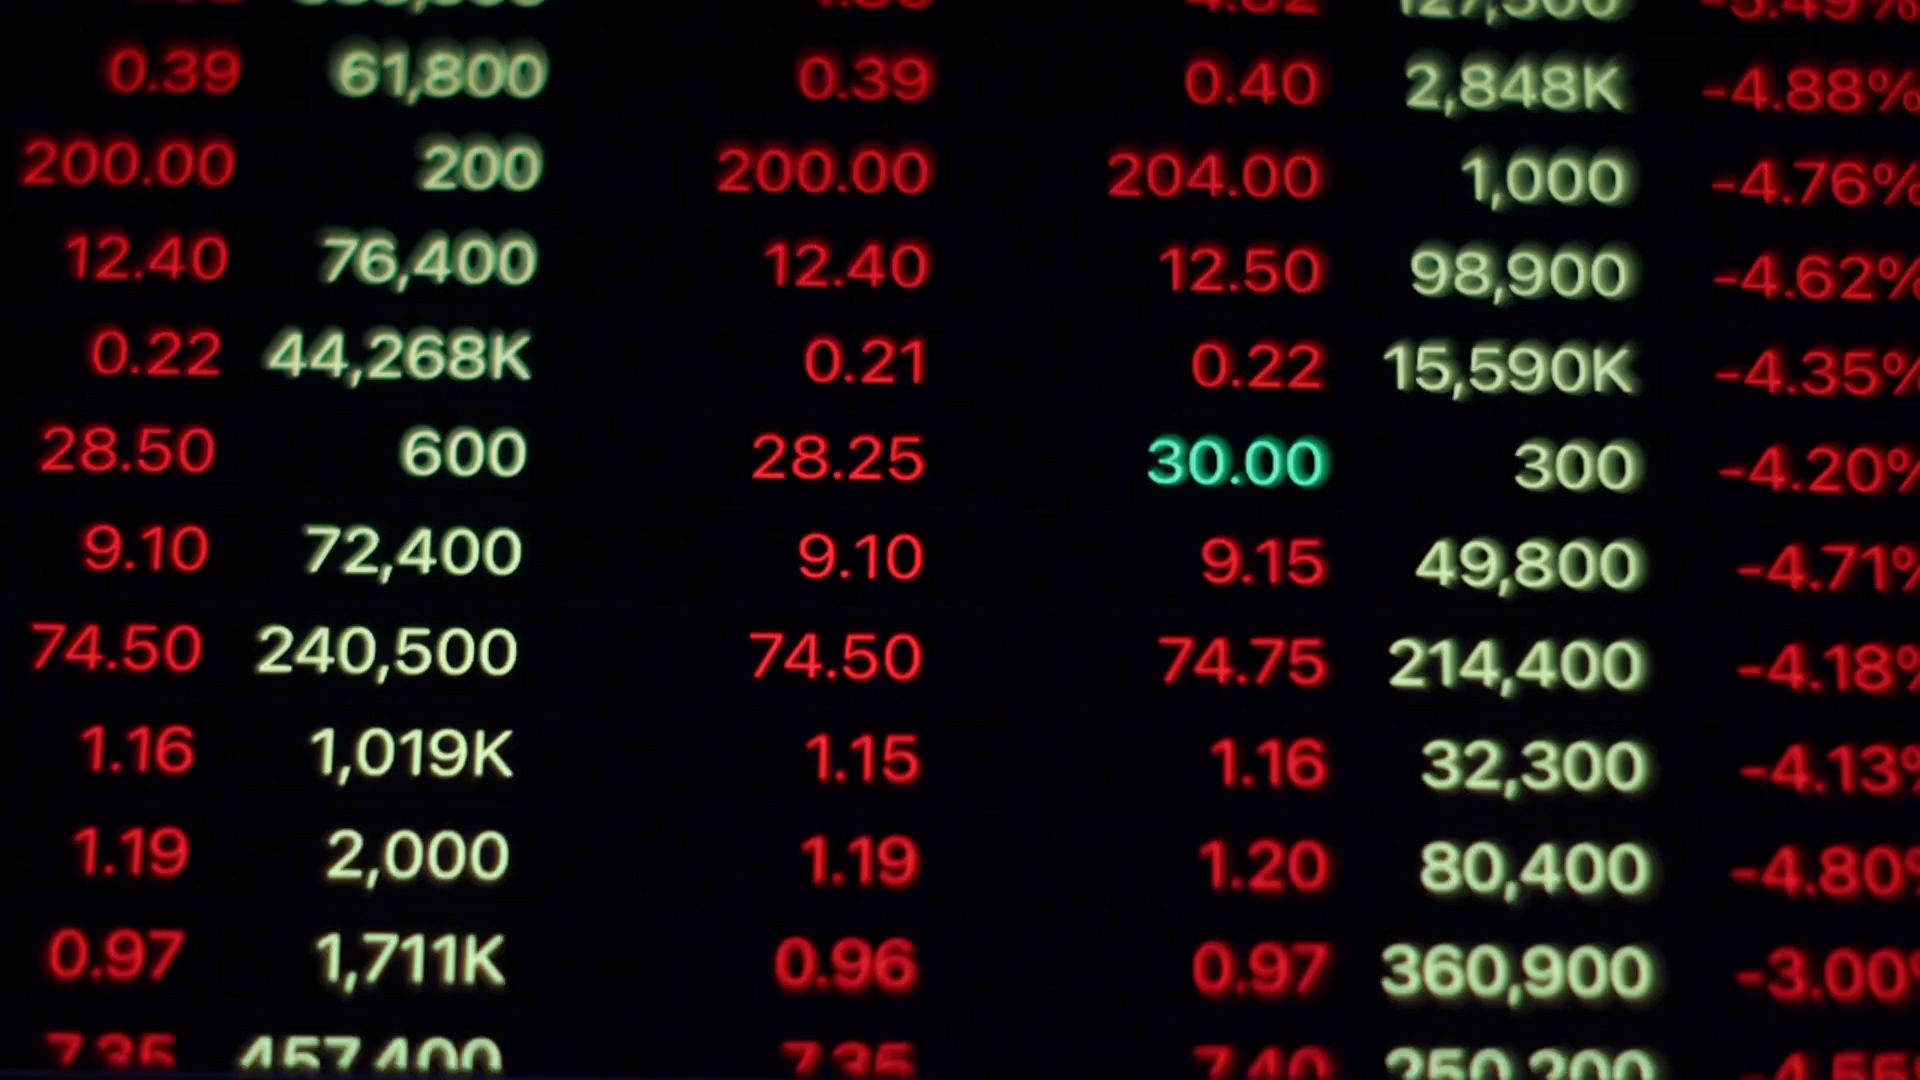 0.39 61,800 0.39 0.40 2,848K -4.88%
200.00 200 200.00 204.00 1,000 -4.76%
12.40 76,400 12.40 12.50 98,900 -4.62%
0.22 44,268K 0.21 0.22 15,590K -4.35%
28.50 600 28.25 30.00 300 -4.20%
9.10 72,400 9.10 9.15 49,800 -4.71%
74.50 240,500 74.50 74.75 214,400 -4.18%
1.16 1,019K 1.15 1.16 32,300 -4.13%
1.19 2,000 1.19 1.20 80,400 -4.80%
0.97 1,711K 0.96 0.97 360,900 -3.00%
7.35 457,400 7.35 7.40 250,200 -4.55%